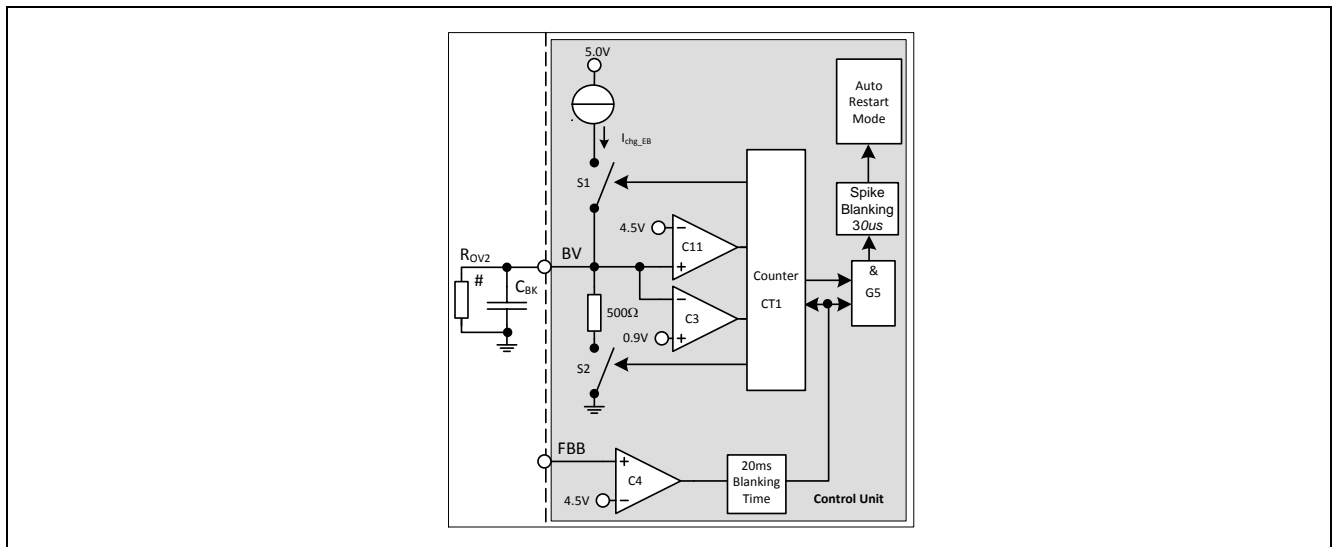 5.0V
Auto
Restart
Mode
Ichg_EB
S1
Spike
Blanking
30us
4.5V
C11
ROV2
BV
#
CBK
Counter
CT1
&
G5
500Ω
C3
0.9V
S2
FBB
C4
20ms
Blanking
Time
4.5V
Control Unit